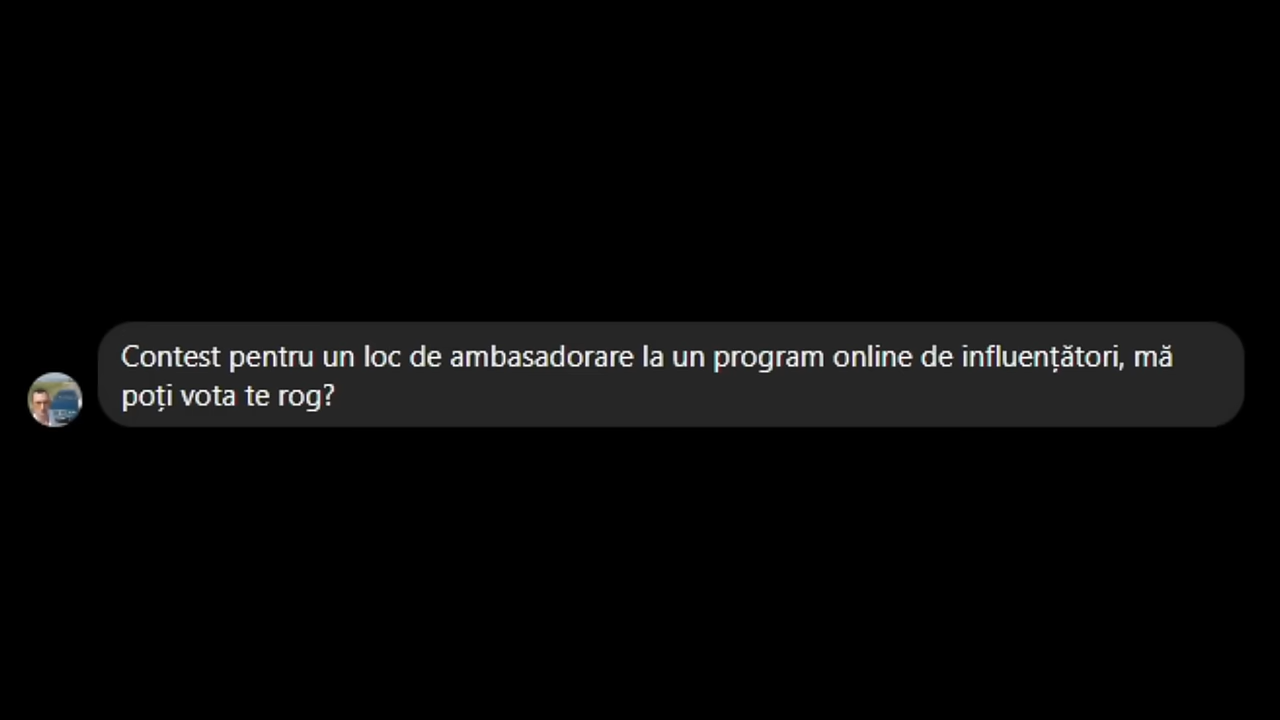 Contest pentru un loc de ambasadorare la un program online de influențători, mă
poți vota te rog?